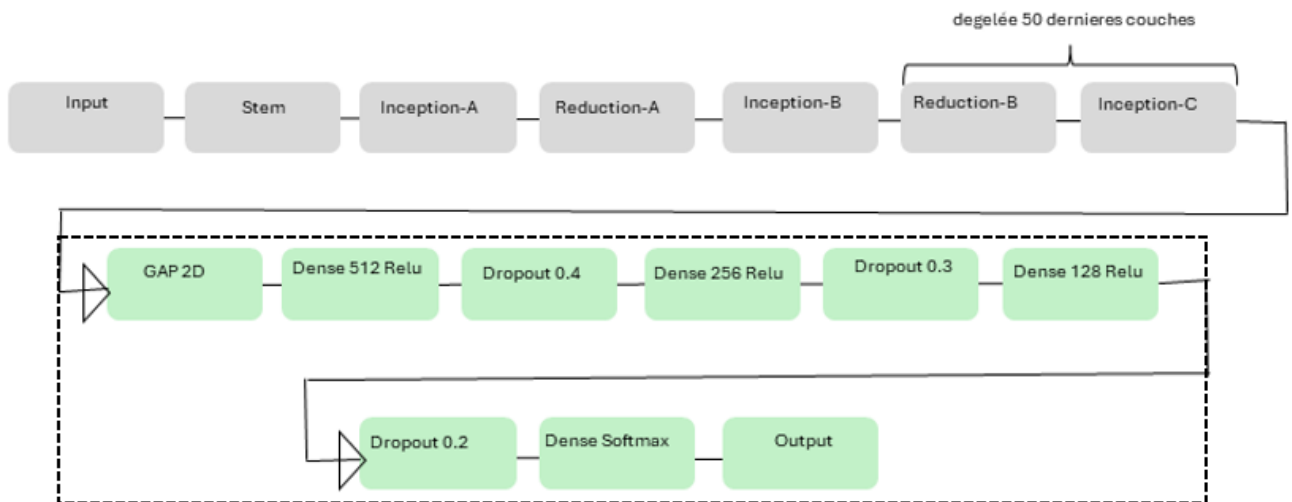 degelée 50 dernieres couches
Input
Stem
Inception-A
Reduction-A
Inception-B
Reduction-B
Inception-C
GAP 2D
Dense 512 Relu
Dropout 0.4
Dense 256 Relu
Dropout 0.3
Dense 128 Relu
Dropout 0.2
Dense Softmax
Output